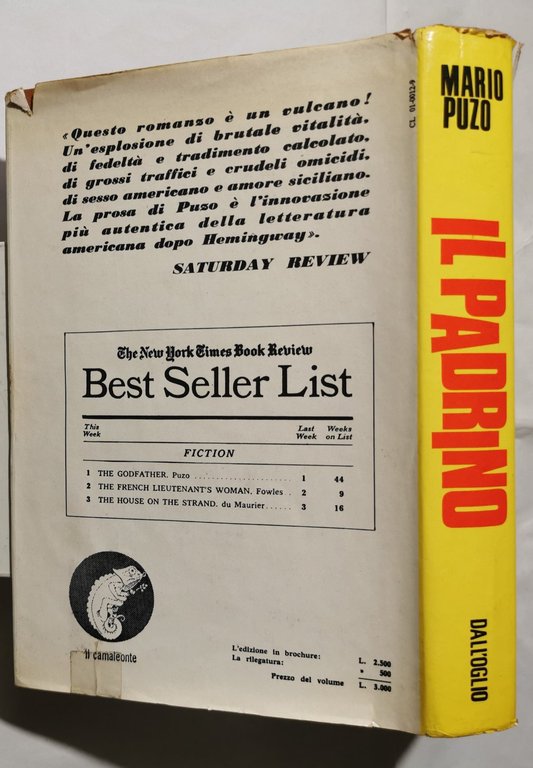 «Questo romanzo è un vulcano!
Un'esplosione di brutale vitalità,
di fedeltà e tradimento calcolato,
di grossi traffici e crudeli omicidi,
di sesso americano e amore siciliano.
La prosa di Puzo è l'innovazione
più autentica della letteratura
americana dopo Hemingway».
SATURDAY REVIEW
The New York Times Book Review
Best Seller List
This Week Last Week Weeks on List
FICTION
1 THE GODFATHER. Puzo ........................ 1 44
2 THE FRENCH LIEUTENANT'S WOMAN. Fowles . 2 9
3 THE HOUSE ON THE STRAND. du Maurier...... 3 16
il camaleonte
L'edizione in brochure: L. 2.500
La rilegatura: » 500
Prezzo del volume L. 3.000
CL 01-0012-9
MARIO
PUZO
IL PADRINO
DALL'OGLIO